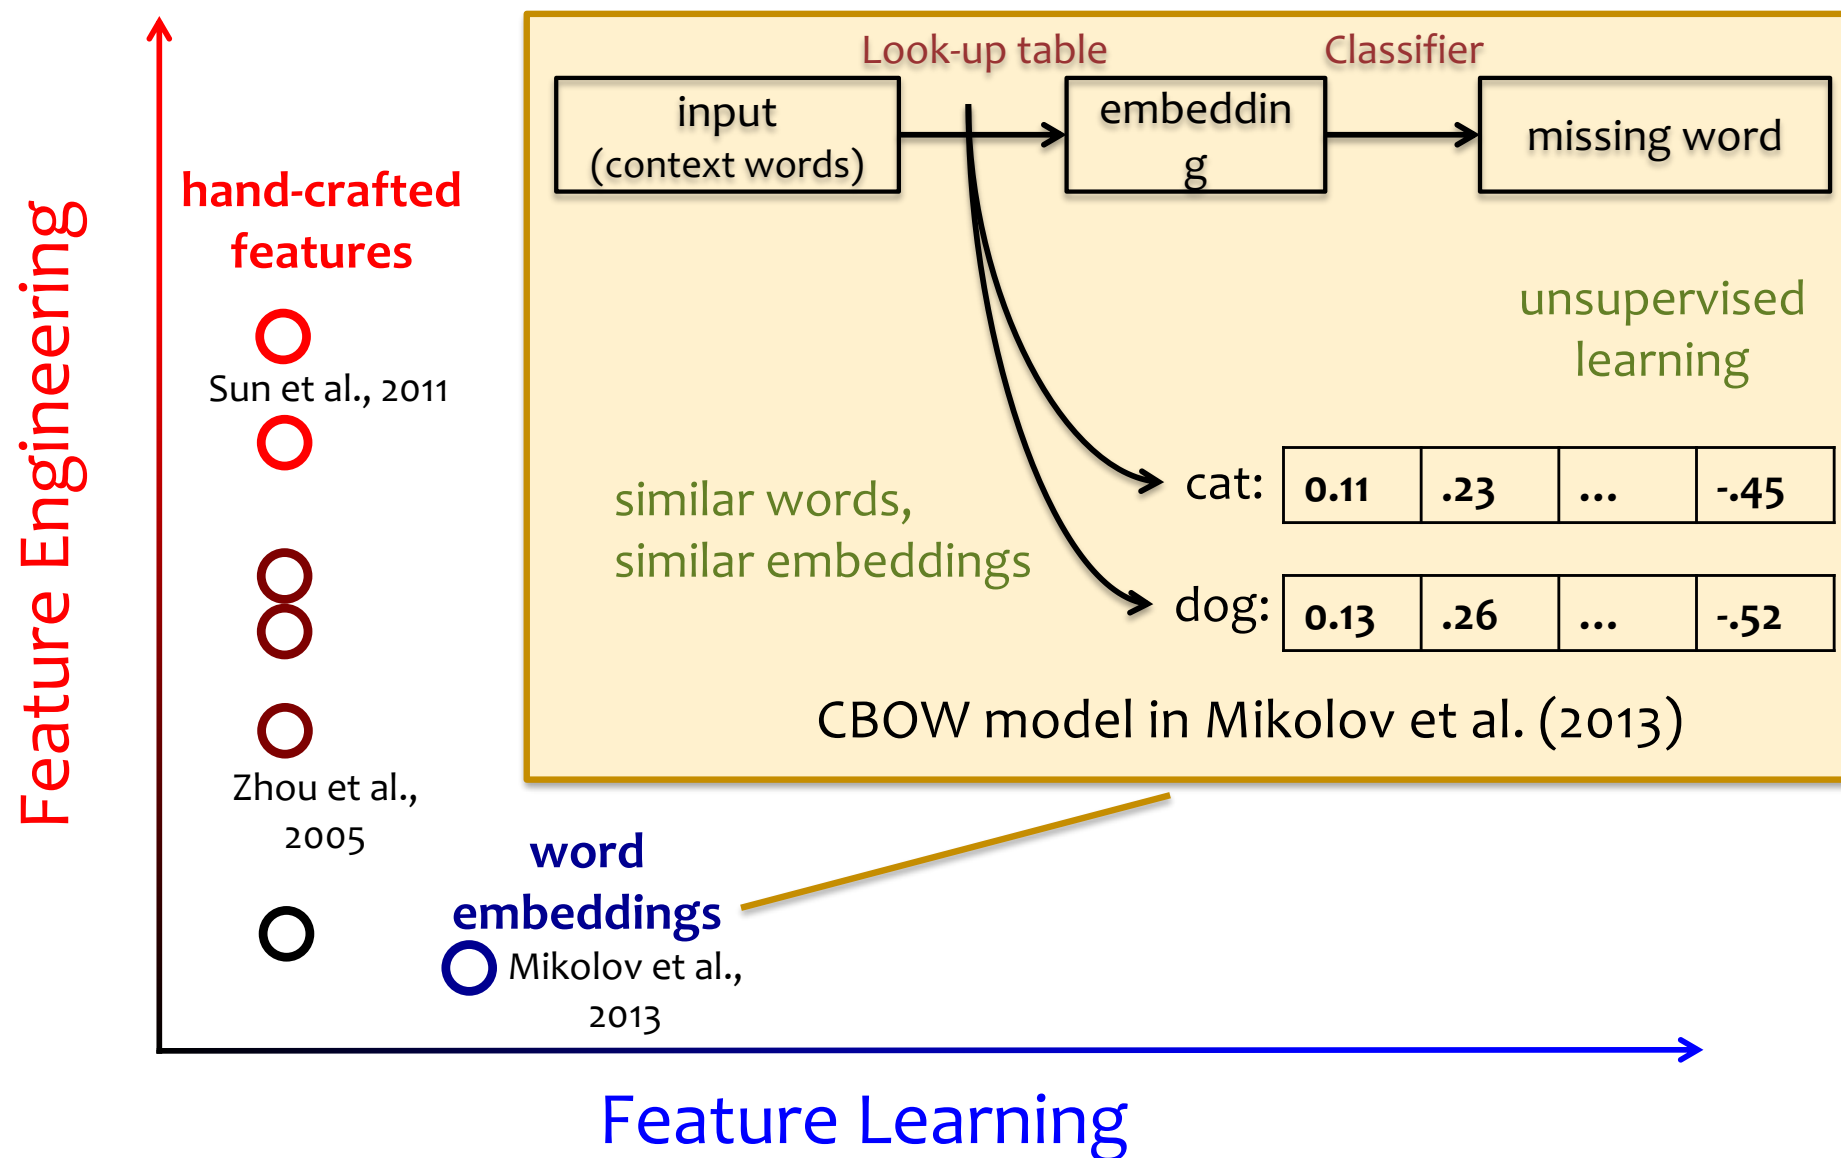 Feature Engineering
hand-crafted
features
Sun et al., 2011
Zhou et al.,
2005
word
embeddings
Mikolov et al.,
2013
Feature Learning
Look-up table
Classifier
input
(context words)
embeddin
g
missing word
unsupervised
learning
similar words,
similar embeddings
cat: 0.11 .23 ... -.45
dog: 0.13 .26 ... -.52
CBOW model in Mikolov et al. (2013)